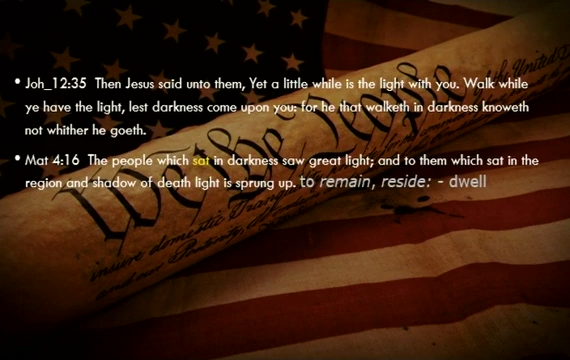 • Joh_12:35  Then Jesus said unto them, Yet a little while is the light with you. Walk while
ye have the light, lest darkness come upon you: for he that walketh in darkness knoweth
not whither he goeth.
• Mat 4:16  The people which sat in darkness saw great light; and to them which sat in the
region and shadow of death light is sprung up. to remain, reside: - dwell
We the People
insure domestic